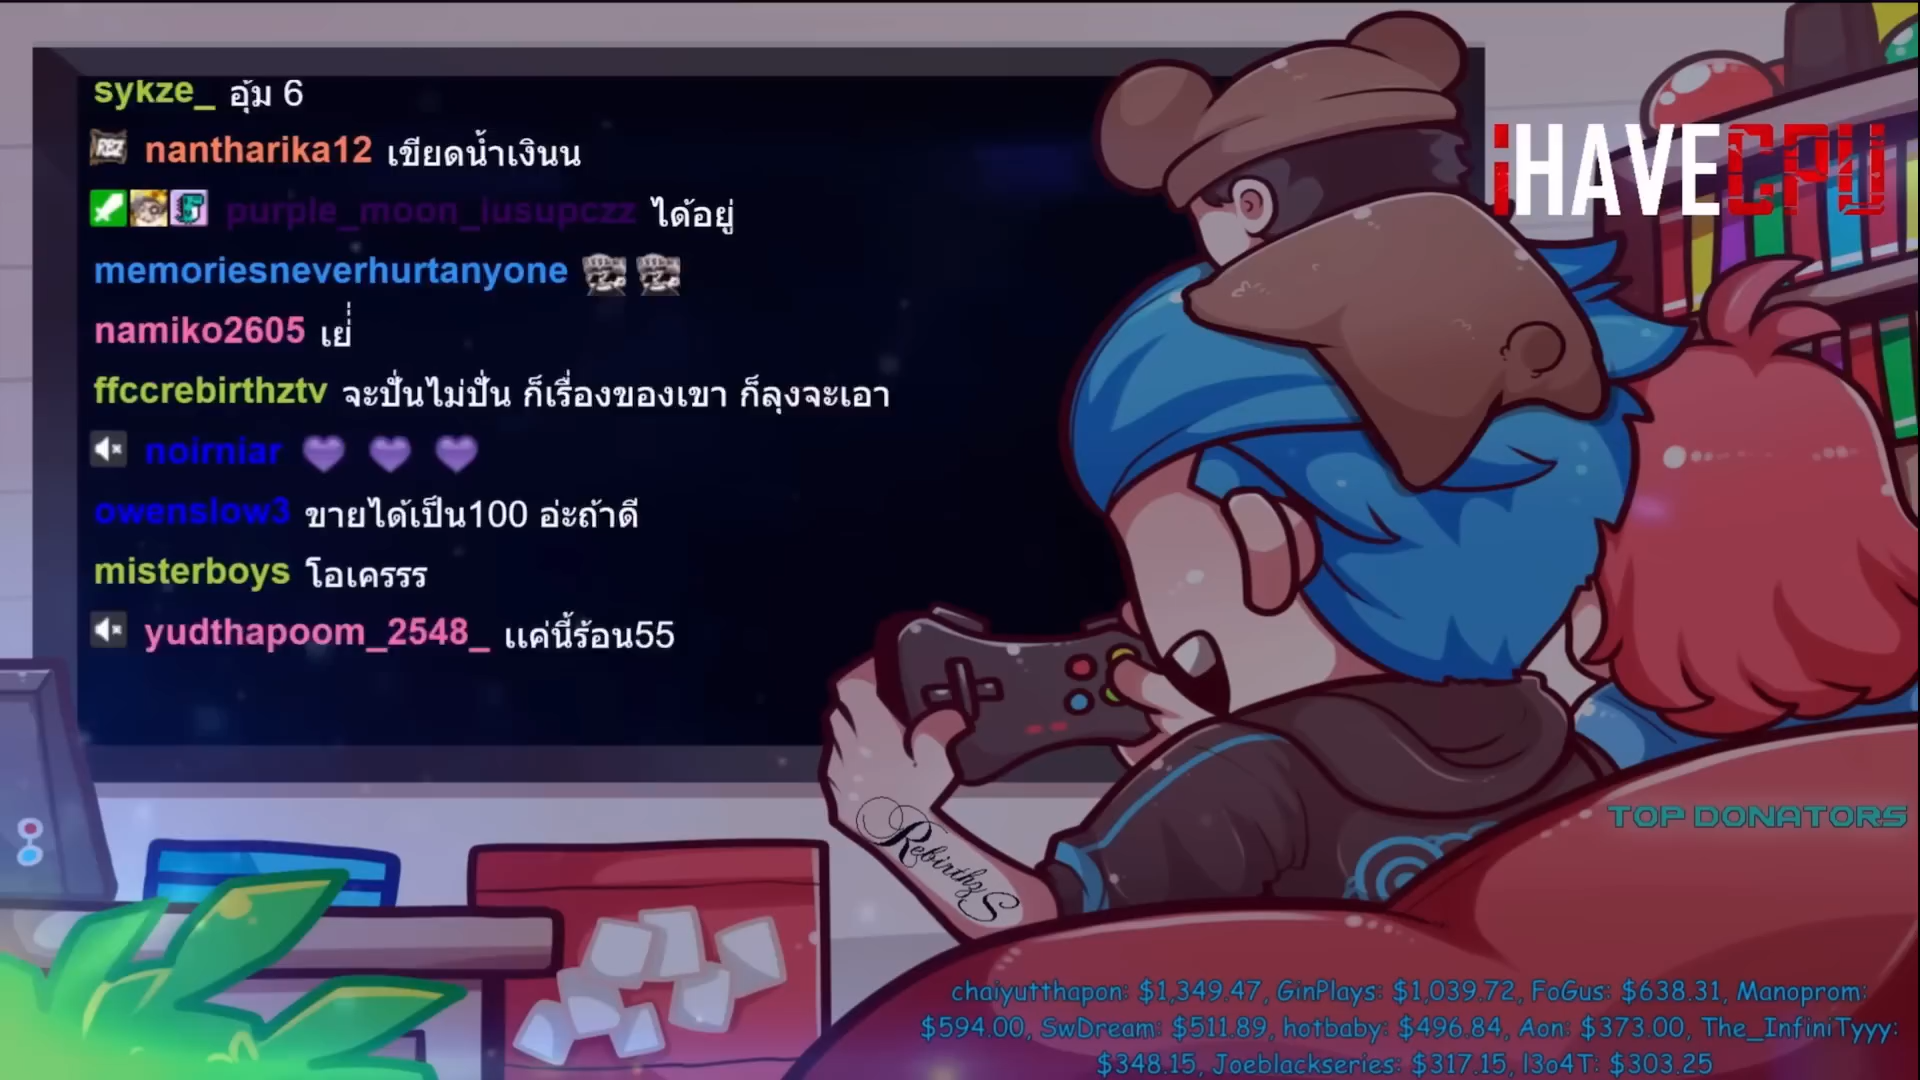 sykze_ อุ้ม 6
iHAVECPU
RBZ nantharika12 เขียดน้ำเงินน
purple_moon_iusupczz ได้อยู่
memoriesneverhurtanyone
namiko2605 เย่่
ffccrebirthztv จะปั่นไม่ปั่น ก็เรื่องของเขา ก็ลุงจะเอา
noirniar 💜 💜 💜
owenslow3 ขายได้เป็น100 อ่ะถ้าดี
misterboys โอเครรร
yudthapoom_2548_ แค่นี้ร้อน55
TOP DONATORS
RebirthzS
chaiyutthapon: $1,349.47, GinPlays: $1,039.72, FoGus: $638.31, Manoprom:
$594.00, SwDream: $511.89, hotbaby: $496.84, Aon: $373.00, The_InfiniTyyy:
$348.15, Joeblackseries: $317.15, l3o4T: $303.25